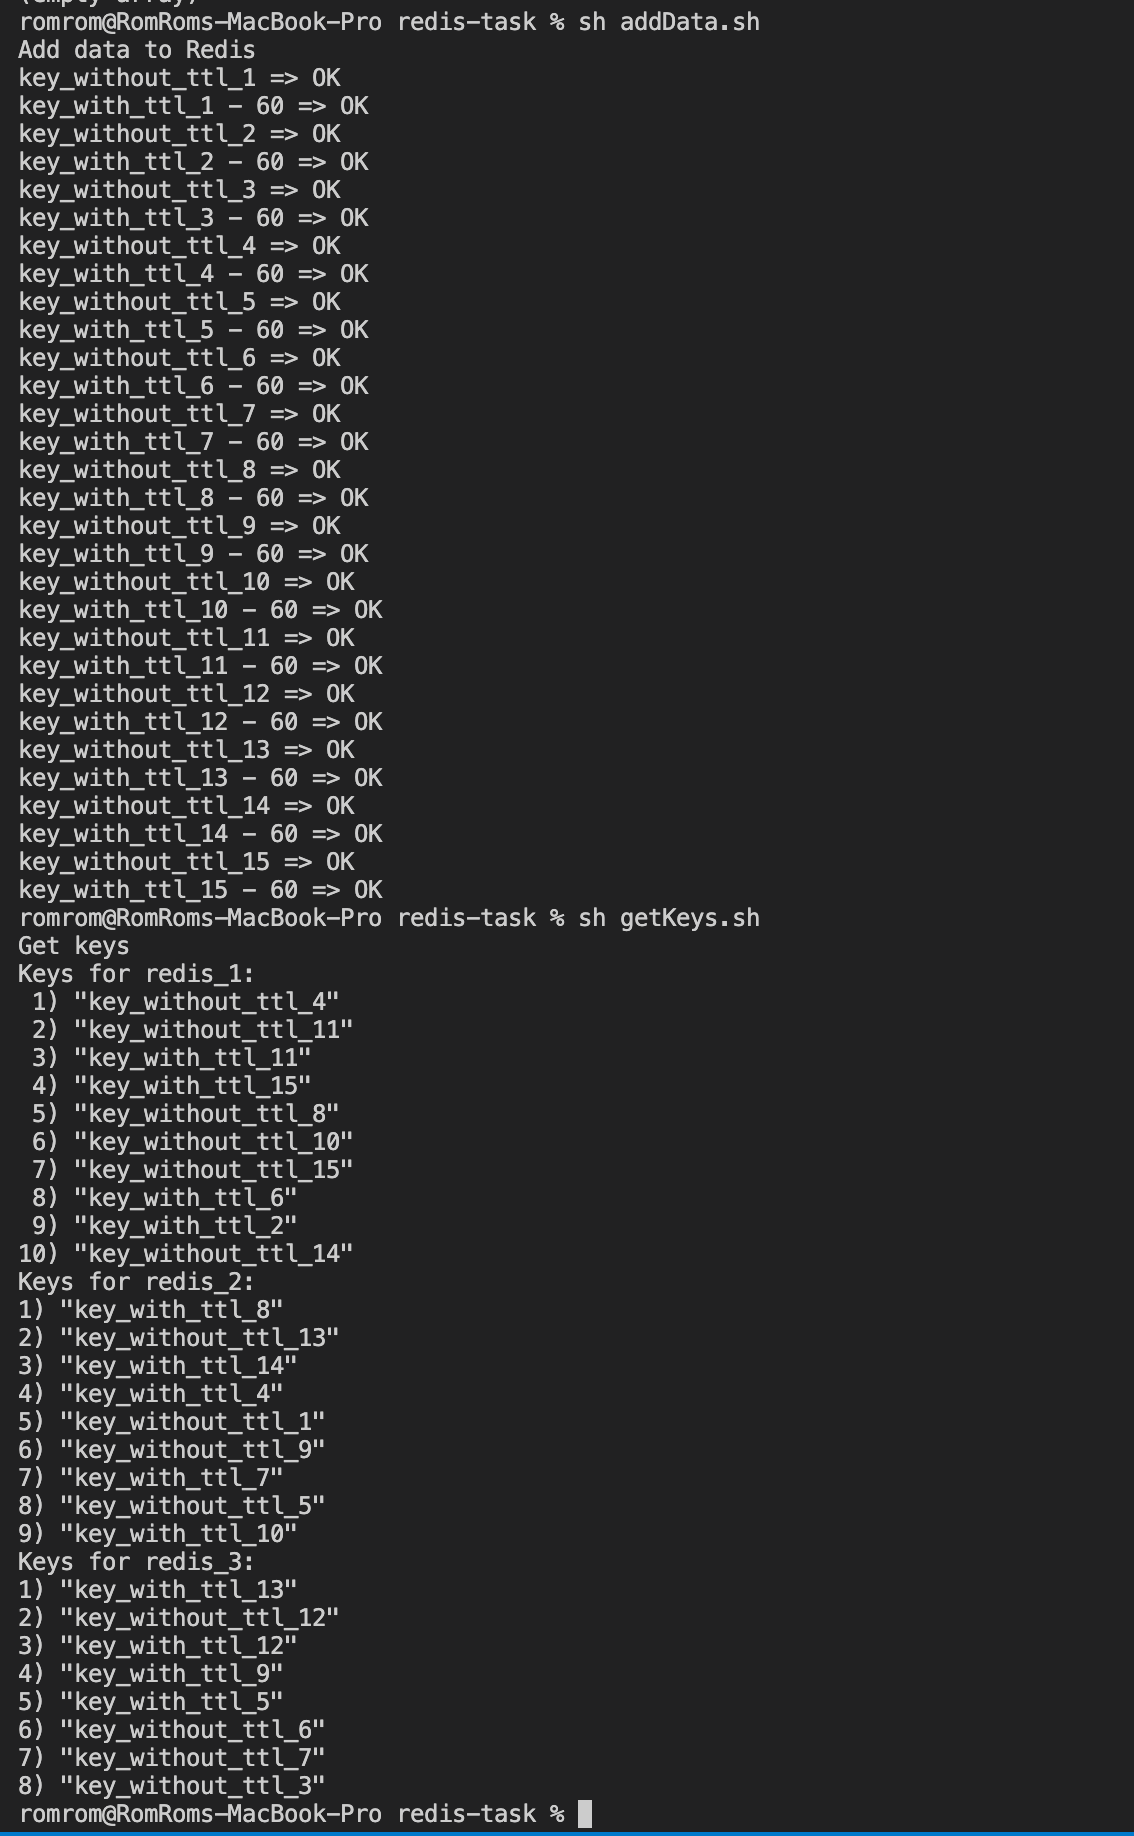 (empty array)
romrom@RomRoms-MacBook-Pro redis-task % sh addData.sh
Add data to Redis
key_without_ttl_1 => OK
key_with_ttl_1 - 60 => OK
key_without_ttl_2 => OK
key_with_ttl_2 - 60 => OK
key_without_ttl_3 => OK
key_with_ttl_3 - 60 => OK
key_without_ttl_4 => OK
key_with_ttl_4 - 60 => OK
key_without_ttl_5 => OK
key_with_ttl_5 - 60 => OK
key_without_ttl_6 => OK
key_with_ttl_6 - 60 => OK
key_without_ttl_7 => OK
key_with_ttl_7 - 60 => OK
key_without_ttl_8 => OK
key_with_ttl_8 - 60 => OK
key_without_ttl_9 => OK
key_with_ttl_9 - 60 => OK
key_without_ttl_10 => OK
key_with_ttl_10 - 60 => OK
key_without_ttl_11 => OK
key_with_ttl_11 - 60 => OK
key_without_ttl_12 => OK
key_with_ttl_12 - 60 => OK
key_without_ttl_13 => OK
key_with_ttl_13 - 60 => OK
key_without_ttl_14 => OK
key_with_ttl_14 - 60 => OK
key_without_ttl_15 => OK
key_with_ttl_15 - 60 => OK
romrom@RomRoms-MacBook-Pro redis-task % sh getKeys.sh
Get keys
Keys for redis_1:
 1) "key_without_ttl_4"
 2) "key_without_ttl_11"
 3) "key_with_ttl_11"
 4) "key_with_ttl_15"
 5) "key_without_ttl_8"
 6) "key_without_ttl_10"
 7) "key_without_ttl_15"
 8) "key_with_ttl_6"
 9) "key_with_ttl_2"
10) "key_without_ttl_14"
Keys for redis_2:
1) "key_with_ttl_8"
2) "key_without_ttl_13"
3) "key_with_ttl_14"
4) "key_with_ttl_4"
5) "key_without_ttl_1"
6) "key_without_ttl_9"
7) "key_with_ttl_7"
8) "key_without_ttl_5"
9) "key_with_ttl_10"
Keys for redis_3:
1) "key_with_ttl_13"
2) "key_without_ttl_12"
3) "key_with_ttl_12"
4) "key_with_ttl_9"
5) "key_with_ttl_5"
6) "key_without_ttl_6"
7) "key_without_ttl_7"
8) "key_without_ttl_3"
romrom@RomRoms-MacBook-Pro redis-task %